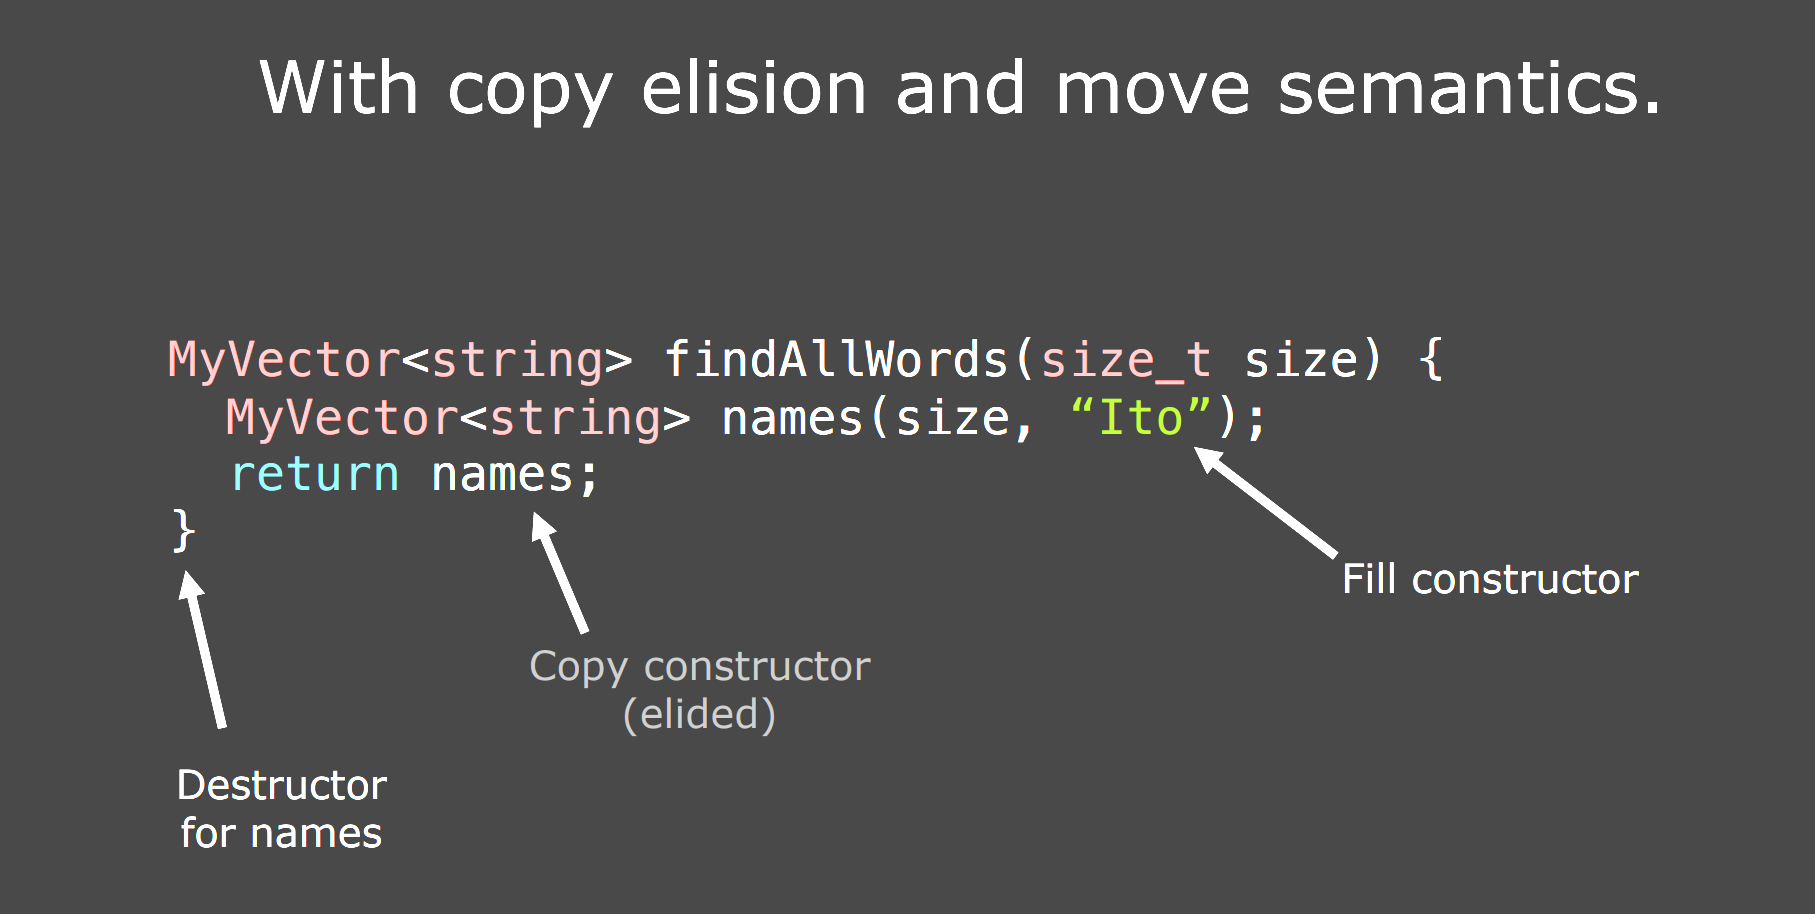 With copy elision and move semantics.
MyVector<string> findAllWords(size_t size) {
MyVector<string> names(size, “Ito”);
return names;
}
Fill constructor
Copy constructor
(elided)
Destructor
for names